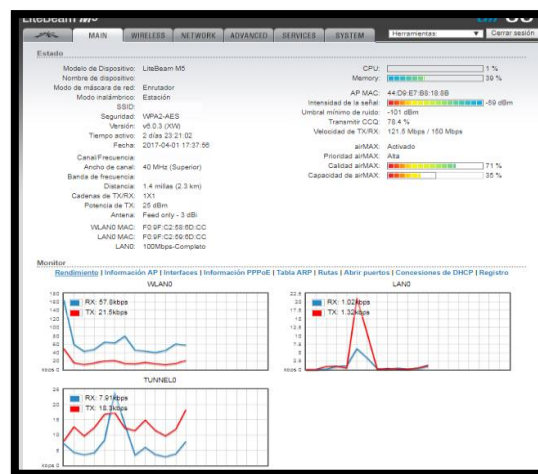 LiteBeam M5
MAIN WIRELESS NETWORK ADVANCED SERVICES SYSTEM Herramientas: Cerrar sesión
Estado
Modelo de Dispositivo: LiteBeam M5
Nombre de dispositivo:
Modo de máscara de red: Enrutador
Modo inalámbrico: Estación
SSID:
Seguridad: WPA2-AES
Versión: v6.0.3 (XW)
Tiempo activo: 2 días 23:21:02
Fecha: 2017-04-01 17:37:56
Canal/Frecuencia:
Ancho de canal: 40 MHz (Superior)
Banda de frecuencia:
Distancia: 1.4 millas (2.3 km)
Cadenas de TX/RX: 1X1
Potencia de TX: 25 dBm
Antena: Feed only - 3 dBi
WLAN0 MAC: F0:9F:C2:58:6D:CC
LAN0 MAC: F0:9F:C2:59:6D:CC
LAN0: 100Mbps-Completo
CPU: 1 %
Memory: 39 %
AP MAC: 44:D9:E7:B8:18:5B
Intensidad de la señal: -59 dBm
Umbral mínimo de ruido: -101 dBm
Transmitir CCQ: 78.4 %
Velocidad de TX/RX: 121.5 Mbps / 150 Mbps
airMAX: Activado
Prioridad airMAX: Alta
Calidad airMAX: 71 %
Capacidad de airMAX: 35 %
Monitor
Rendimiento | Información AP | Interfaces | Información PPPoE | Tabla ARP | Rutas | Abrir puertos | Concesiones de DHCP | Registro
WLAN0
RX: 57.8kbps
TX: 21.5kbps
LAN0
RX: 1.02kbps
TX: 1.32kbps
TUNNEL0
RX: 7.91kbps
TX: 18.3kbps